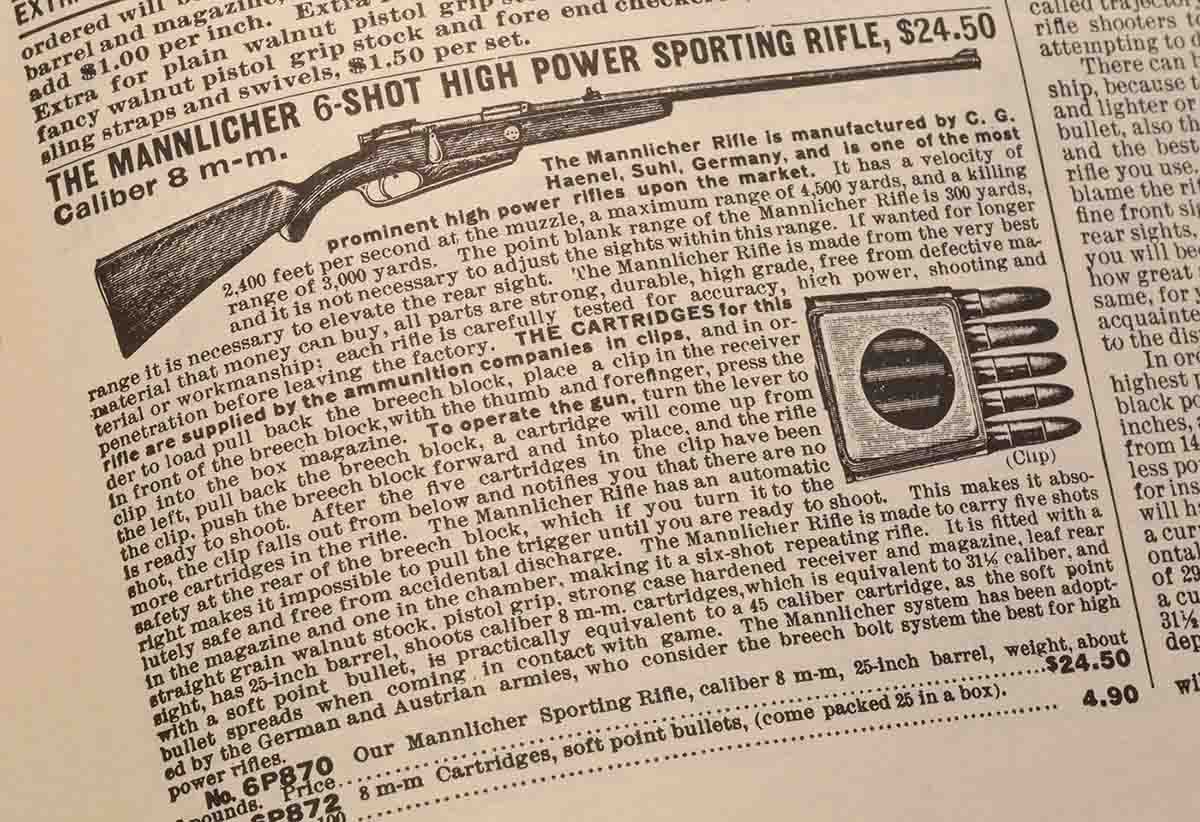 ordered will
barrel and magazine,
add $1.00 per inch. Extra
Extra for plain walnut pistol grip
fancy walnut pistol grip stock and fore end
sling straps and swivels, $1.50 per set.
THE MANNLICHER 6-SHOT HIGH POWER SPORTING RIFLE, $24.50
Caliber 8 m-m.
The Mannlicher Rifle is manufactured by C. G.
Haenel, Suhl, Germany, and is one of the most
prominent high power rifles upon the market. It has a velocity of
2,400 feet per second at the muzzle, a maximum range of 4,500 yards, and a killing
range of 3,000 yards. The point blank range of the Mannlicher Rifle is 300 yards,
and it is not necessary to adjust the sights within this range. If wanted for longer
range it is necessary to elevate the rear sight. The Mannlicher Rifle is made from the very best
material that money can buy, all parts are strong, durable, high grade, free from defective ma-
terial or workmanship; each rifle is carefully tested for accuracy, high power, shooting and
penetration before leaving the factory. THE CARTRIDGES for this
rifle are supplied by the ammunition companies in clips, and in or-
der to load pull back the breech block, place a clip in the receiver
in front of the breech block, with the thumb and forefinger, press the
clip into the box magazine. To operate the gun, turn the lever to
the left, pull back the breech block, a cartridge will come up from
the clip, push the breech block forward and into place, and the rifle
is ready to shoot. After the five cartridges in the clip have been
shot, the clip falls out from below and notifies you that there are no
more cartridges in the rifle. The Mannlicher Rifle has an automatic
safety at the rear of the breech block, which if you turn it to the
right makes it impossible to pull the trigger until you are ready to shoot. This makes it abso-
lutely safe and free from accidental discharge. The Mannlicher Rifle is made to carry five shots
in the magazine and one in the chamber, making it a six-shot repeating rifle. It is fitted with a
straight grain walnut stock, pistol grip, strong case hardened receiver and magazine, leaf rear
sight, has 25-inch barrel, shoots caliber 8 m-m. cartridges, which is equivalent to 31½ caliber, and
with a soft point bullet, is practically equivalent to a 45 caliber cartridge, as the soft point
bullet spreads when coming in contact with game. The Mannlicher system has been adopt-
ed by the German and Austrian armies, who consider the breech bolt system the best for high
power rifles.
(Clip)
No. 6P870 Our Mannlicher Sporting Rifle, caliber 8 m-m, 25-inch barrel, weight, about
pounds. Price..............$24.50
6P872 8 m-m Cartridges, soft point bullets, (come packed 25 in a box).
100..............4.90
called
rifle shooters
attempting to
There can
ship, because
and lighter or
bullet, also
and the best
rifle you use.
blame the
fine front
rear sights.
you will be
how great
same, for
to the
In
highest
black
inches,
from
less
for
will
a
of 29
a
31½